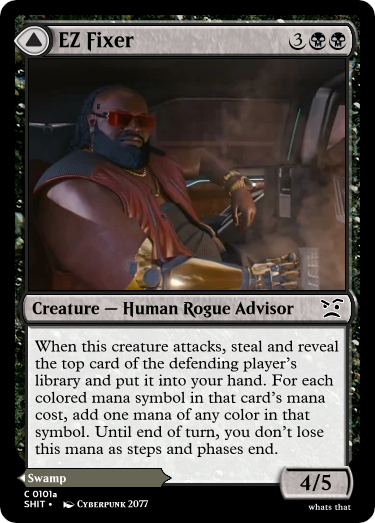 EZ Fixer 3
Creature — Human Rogue Advisor
When this creature attacks, steal and reveal
the top card of the defending player's
library and put it into your hand. For each
colored mana symbol in that card's mana
cost, add one mana of any color in that
symbol. Until end of turn, you don't lose
this mana as steps and phases end.
Swamp
4/5
C 0101a
SHIT • Cyberpunk 2077
whats that